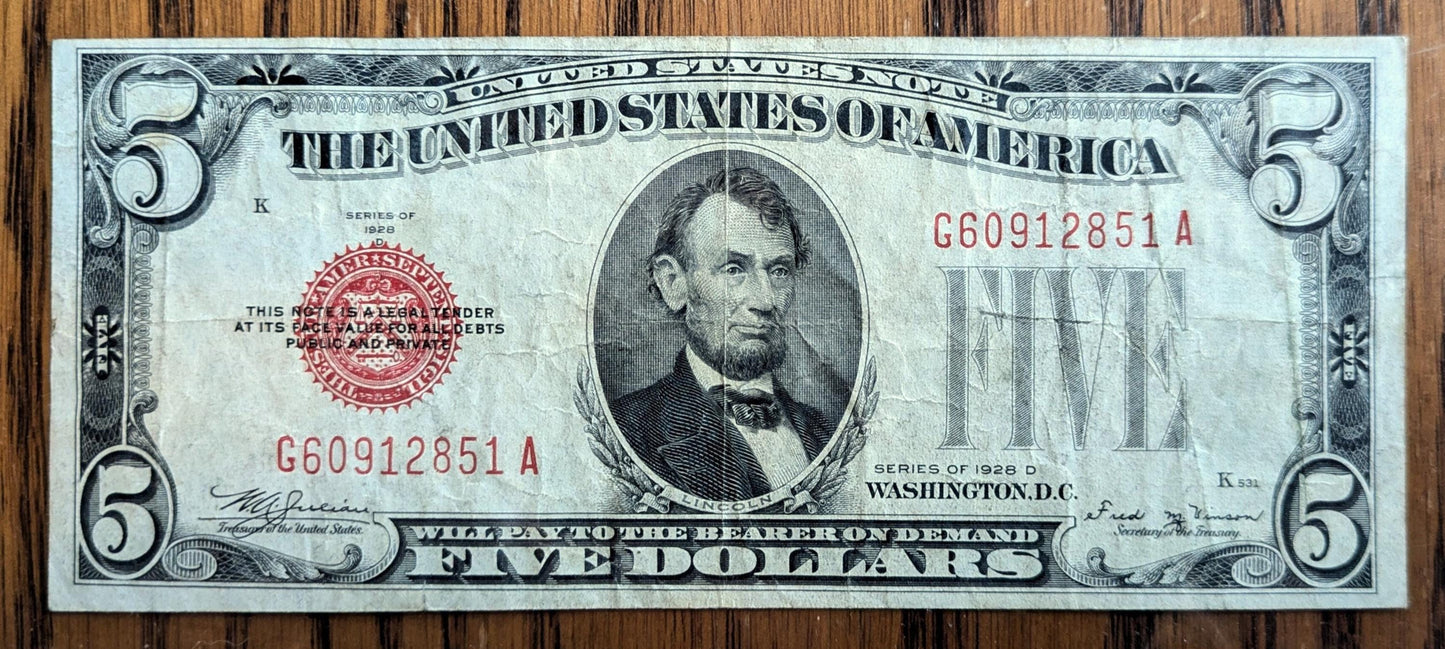 5 UNITED STATES NOTE 5
THE UNITED STATES OF AMERICA
K
SERIES OF
1928
D
G60912851 A
THIS NOTE IS A LEGAL TENDER
AT ITS FACE VALUE FOR ALL DEBTS
PUBLIC AND PRIVATE
FIVE
FIVE
FIVE
G60912851 A
SERIES OF 1928 D
WASHINGTON, D.C.
K 531
LINCOLN
W A Julian
Treasurer of the United States.
Fred M Vinson
Secretary of the Treasury.
5 WILL PAY TO THE BEARER ON DEMAND 5
FIVE DOLLARS